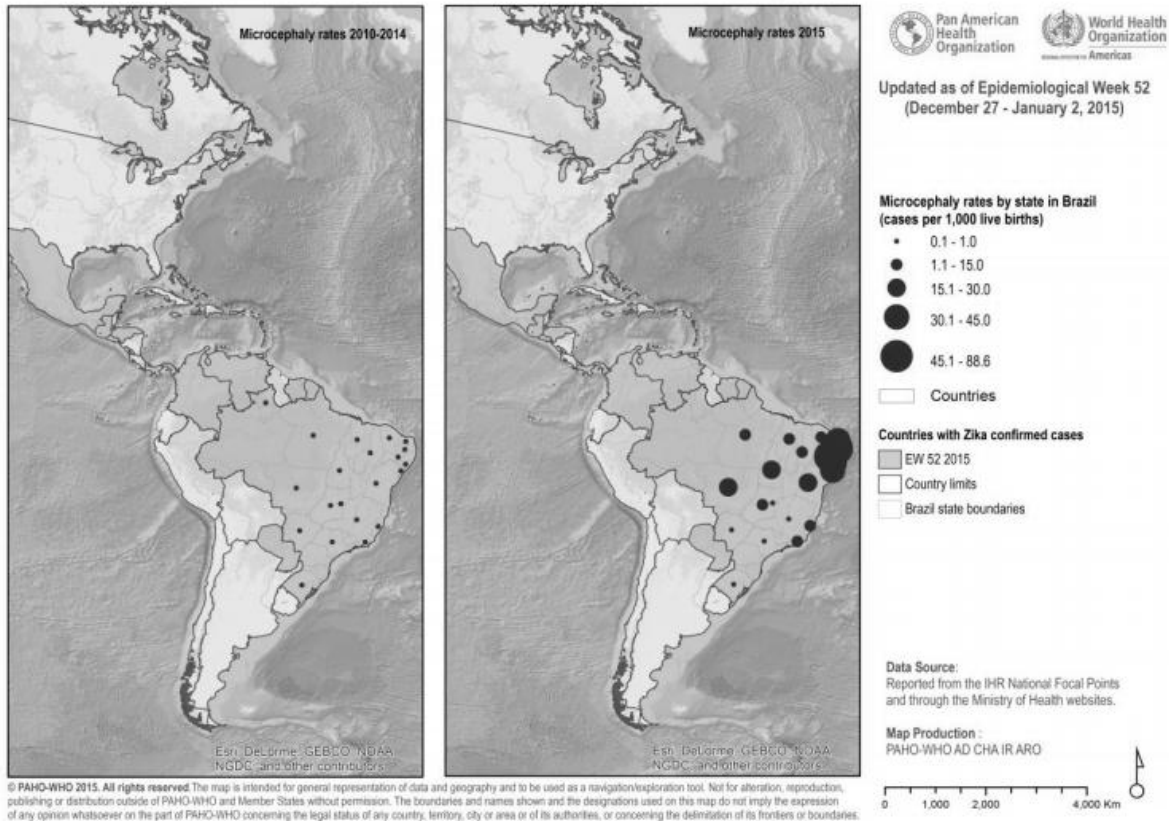 Microcephaly rates 2010-2014
Esri, DeLorme, GEBCO, NOAA
NGDC, and other contributors
Microcephaly rates 2015
Esri, DeLorme, GEBCO, NOAA
NGDC, and other contributors
Pan American
Health
Organization
World Health
Organization
Americas
Updated as of Epidemiological Week 52
(December 27 - January 2, 2015)
Microcephaly rates by state in Brazil
(cases per 1,000 live births)
0.1 - 1.0
1.1 - 15.0
15.1 - 30.0
30.1 - 45.0
45.1 - 88.6
Countries
Countries with Zika confirmed cases
EW 52 2015
Country limits
Brazil state boundaries
Data Source:
Reported from the IHR National Focal Points
and through the Ministry of Health websites.
Map Production :
PAHO-WHO AD CHA IR ARO
0 1,000 2,000 4,000 Km
© PAHO-WHO 2015. All rights reserved. The map is intended for general representation of data and geography and to be used as a navigation/exploration tool. Not for alteration, reproduction,
publishing or distribution outside of PAHO-WHO and Member States without permission. The boundaries and names shown and the designations used on this map do not imply the expression
of any opinion whatsoever on the part of PAHO-WHO concerning the legal status of any country, territory, city or area or of its authorities, or concerning the delimitation of its frontiers or boundaries.